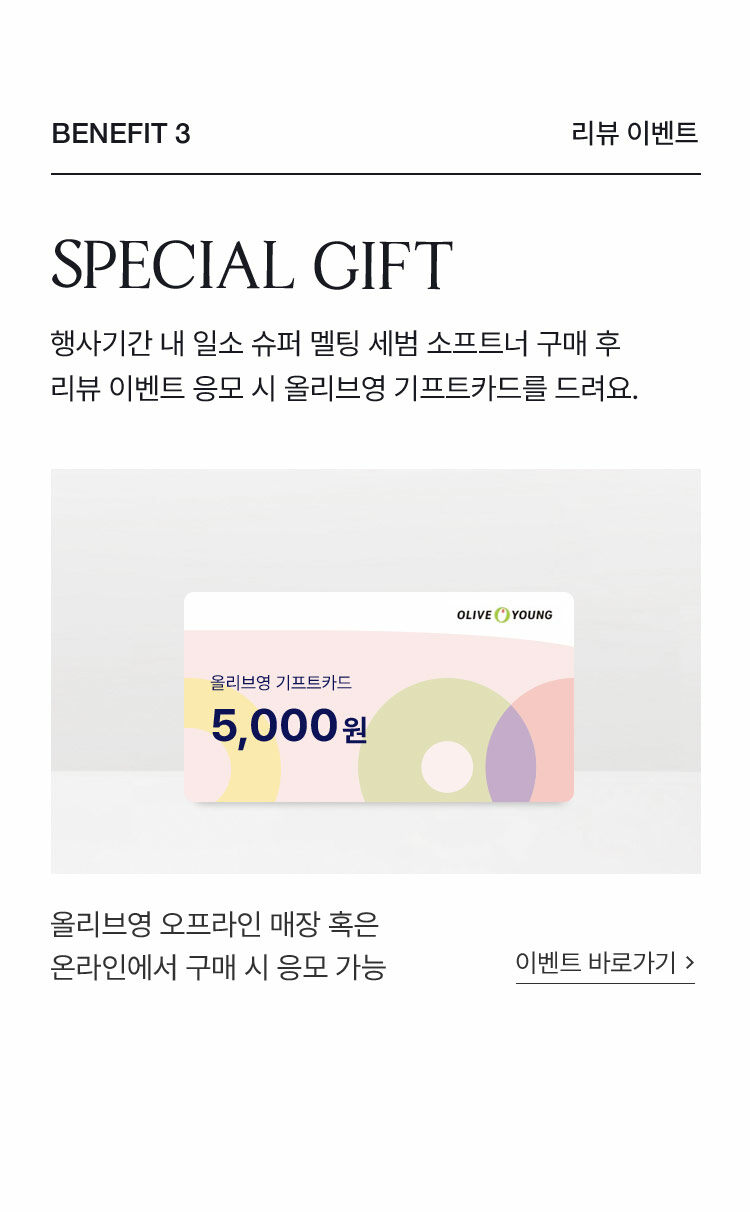 BENEFIT 3
리뷰 이벤트
SPECIAL GIFT
행사기간 내 일소 슈퍼 멜팅 세범 소프트너 구매 후
리뷰 이벤트 응모 시 올리브영 기프트카드를 드려요.
OLIVE YOUNG
올리브영 기프트카드
5,000원
올리브영 오프라인 매장 혹은
온라인에서 구매 시 응모 가능
이벤트 바로가기 >